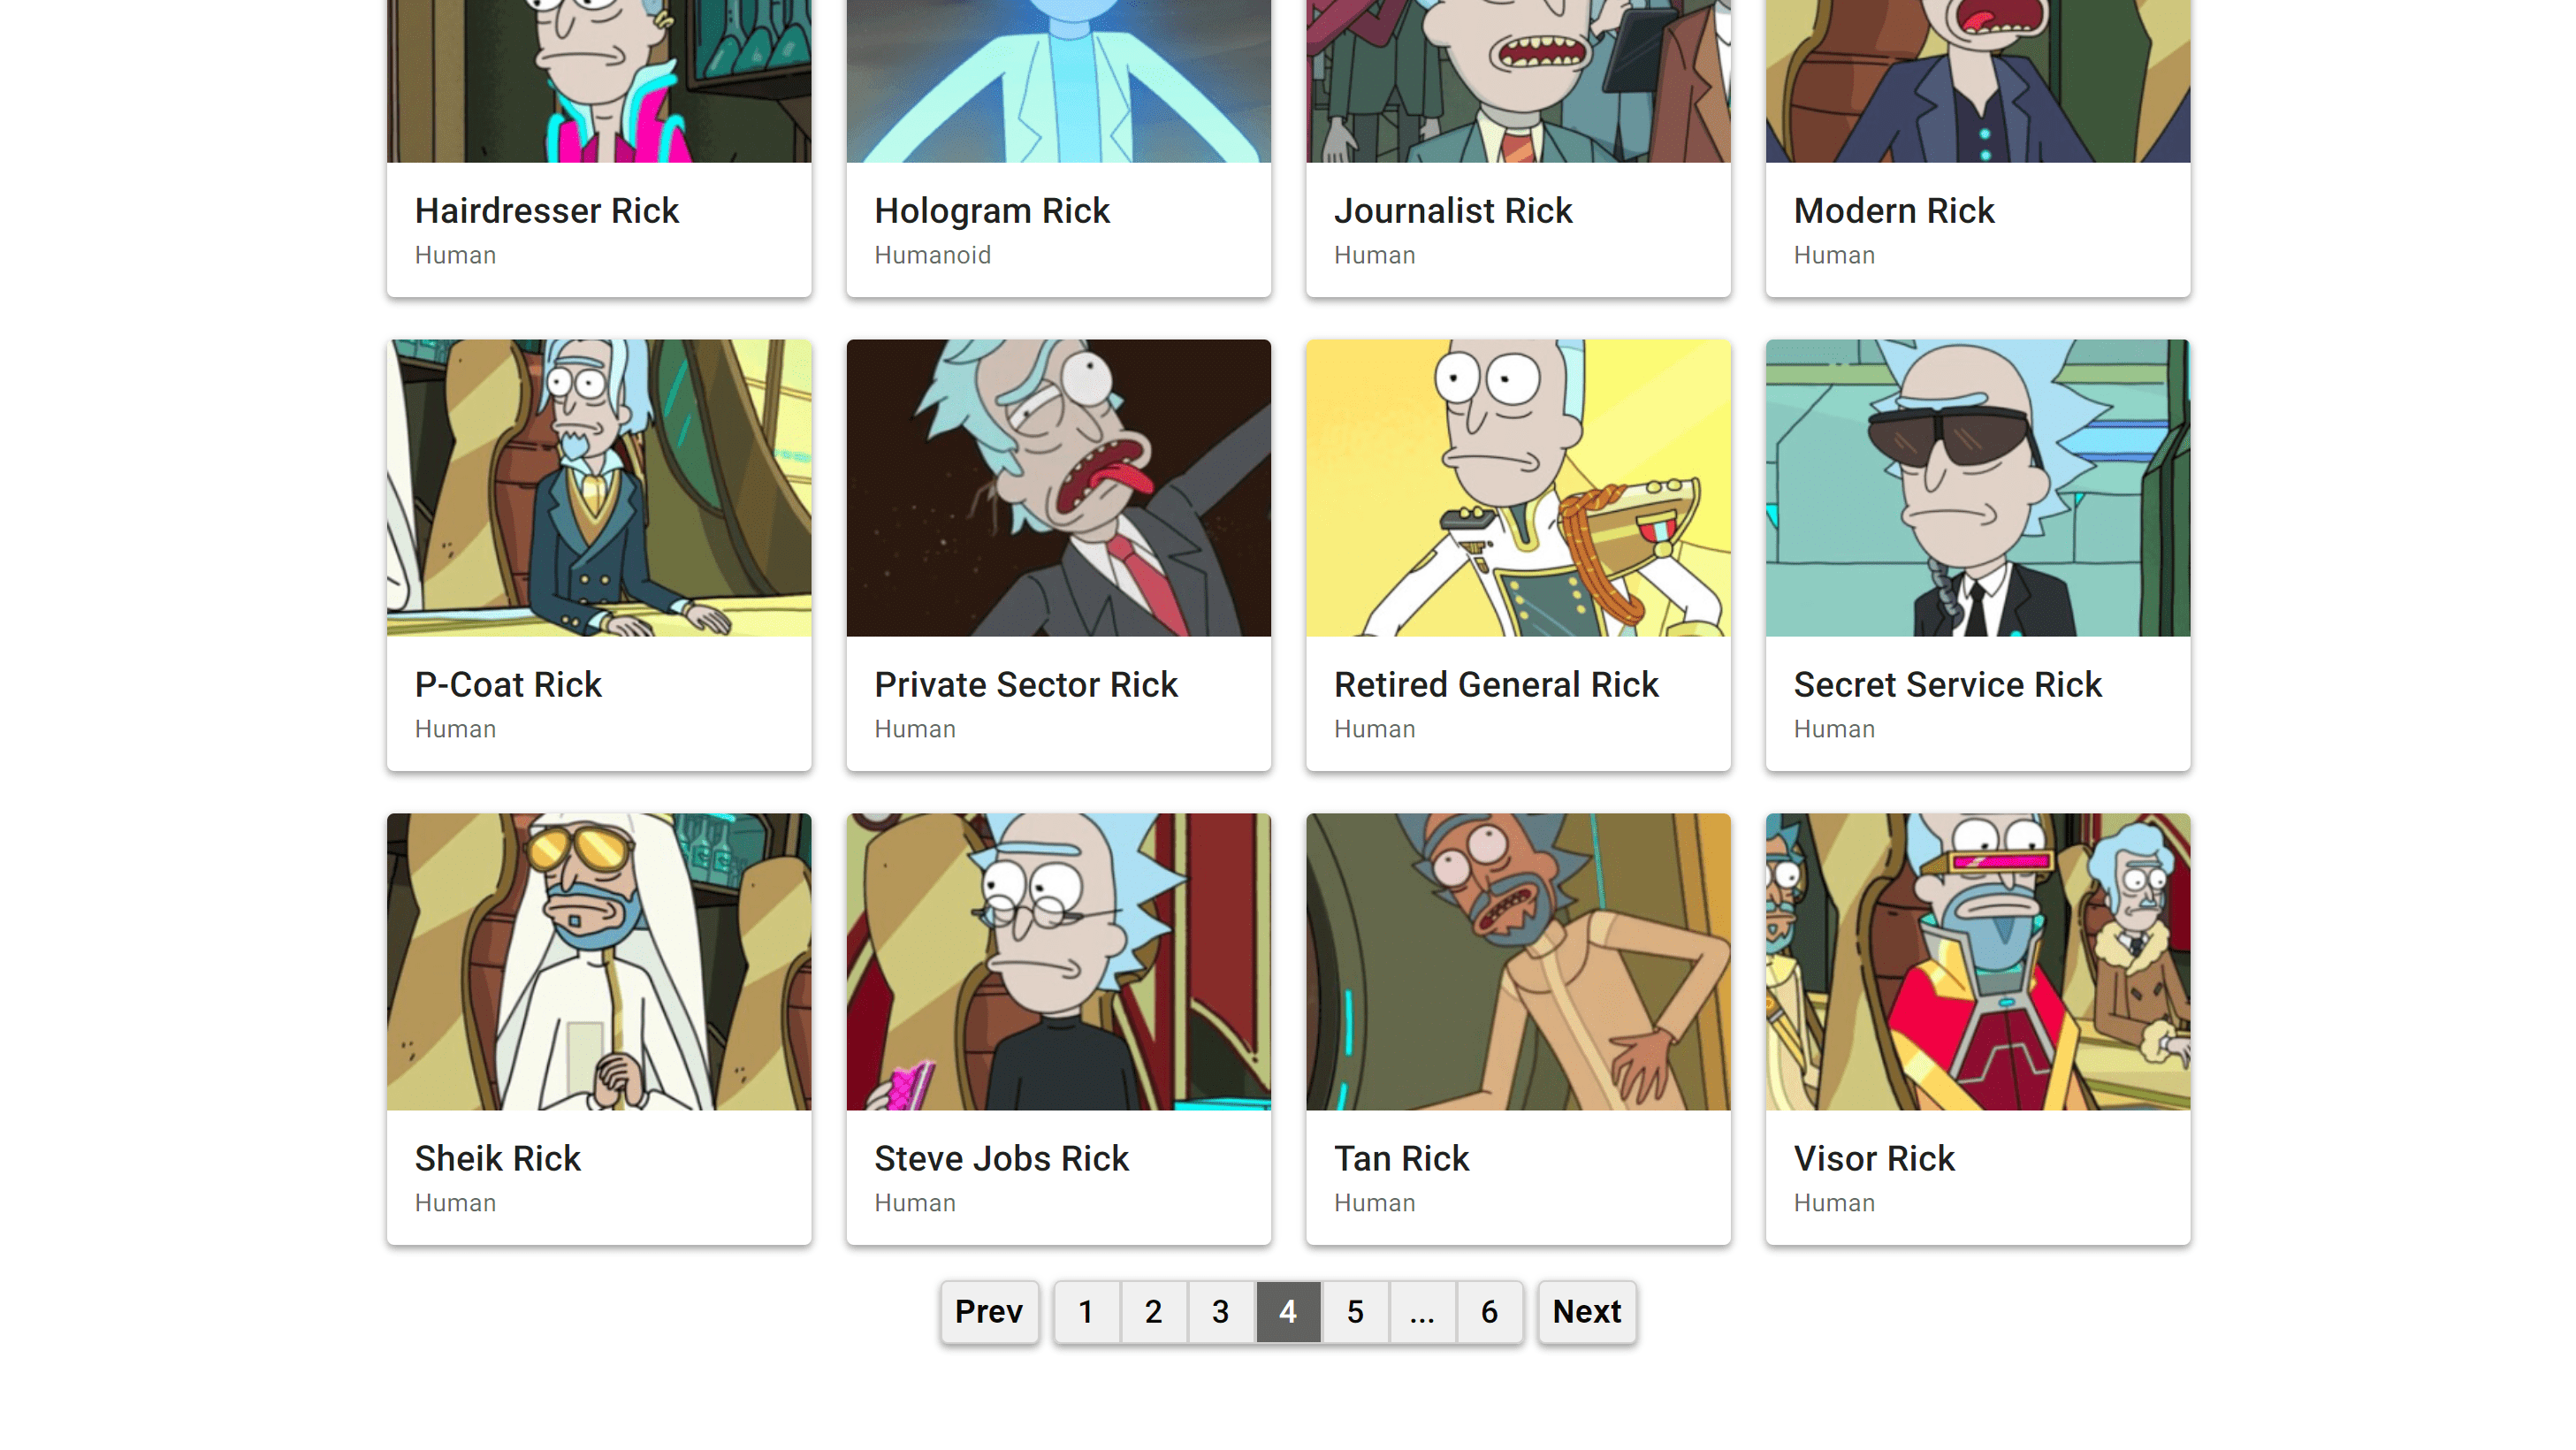 Hairdresser Rick
Human
Hologram Rick
Humanoid
Journalist Rick
Human
Modern Rick
Human
P-Coat Rick
Human
Private Sector Rick
Human
Retired General Rick
Human
Secret Service Rick
Human
Sheik Rick
Human
Steve Jobs Rick
Human
Tan Rick
Human
Visor Rick
Human
Prev 1 2 3 4 5 ... 6 Next